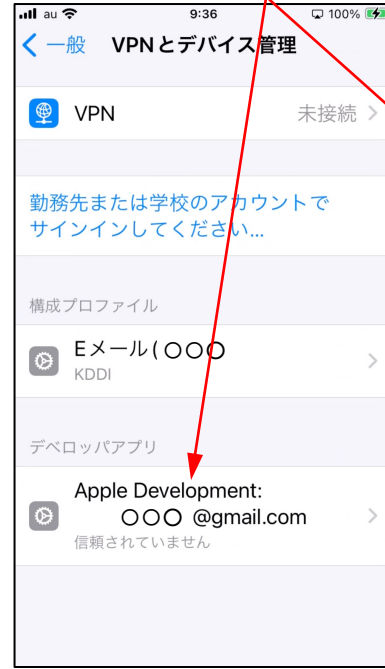 au 9:36 100%
一般 VPNとデバイス管理
VPN 未接続
勤務先または学校のアカウントで
サインインしてください...
構成プロファイル
Eメール(〇〇〇
KDDI
デベロッパアプリ
Apple Development:
〇〇〇 @gmail.com
信頼されていません